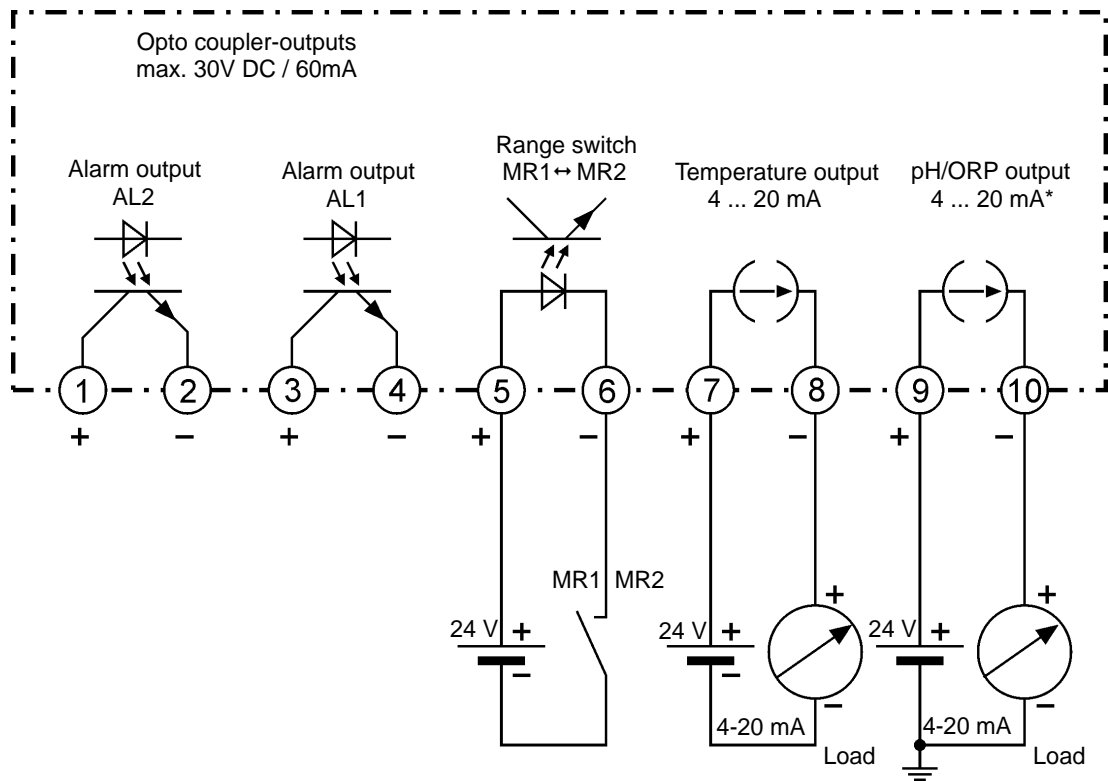 Opto coupler-outputs
max. 30V DC / 60mA
Alarm output
AL2
Alarm output
AL1
Range switch
MR1↔ MR2
Temperature output
4 ... 20 mA
pH/ORP output
4 ... 20 mA*
1 2 3 4 5 6 7 8 9 10
+ − + − + − + − + −
MR1 MR2
24 V + −
24 V + −
+ −
4-20 mA
Load
24 V
+ −
4-20 mA
Load